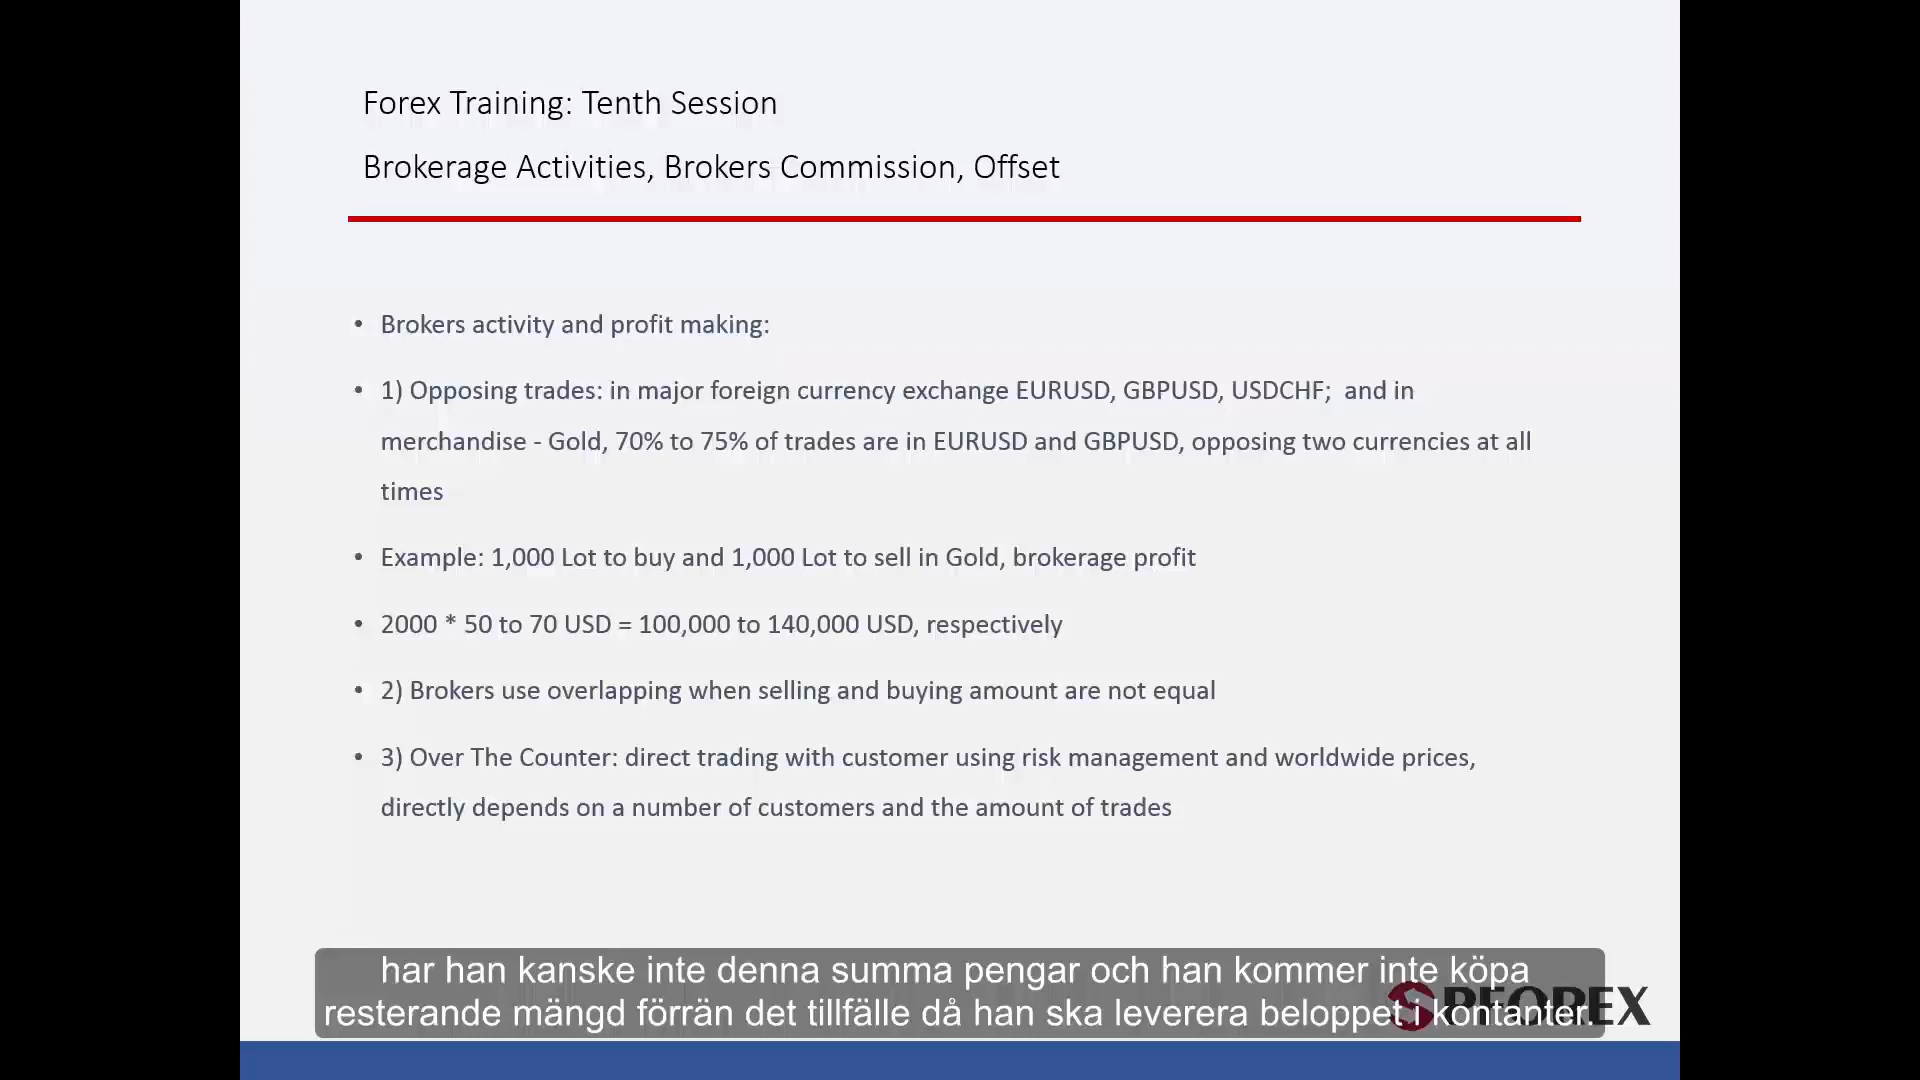 Forex Training: Tenth Session
Brokerage Activities, Brokers Commission, Offset
• Brokers activity and profit making:
• 1) Opposing trades: in major foreign currency exchange EURUSD, GBPUSD, USDCHF;  and in
merchandise - Gold, 70% to 75% of trades are in EURUSD and GBPUSD, opposing two currencies at all
times
• Example: 1,000 Lot to buy and 1,000 Lot to sell in Gold, brokerage profit
• 2000 * 50 to 70 USD = 100,000 to 140,000 USD, respectively
• 2) Brokers use overlapping when selling and buying amount are not equal
• 3) Over The Counter: direct trading with customer using risk management and worldwide prices,
directly depends on a number of customers and the amount of trades
har han kanske inte denna summa pengar och han kommer inte köpa
resterande mängd förrän det tillfälle då han ska leverera beloppet i kontanter.